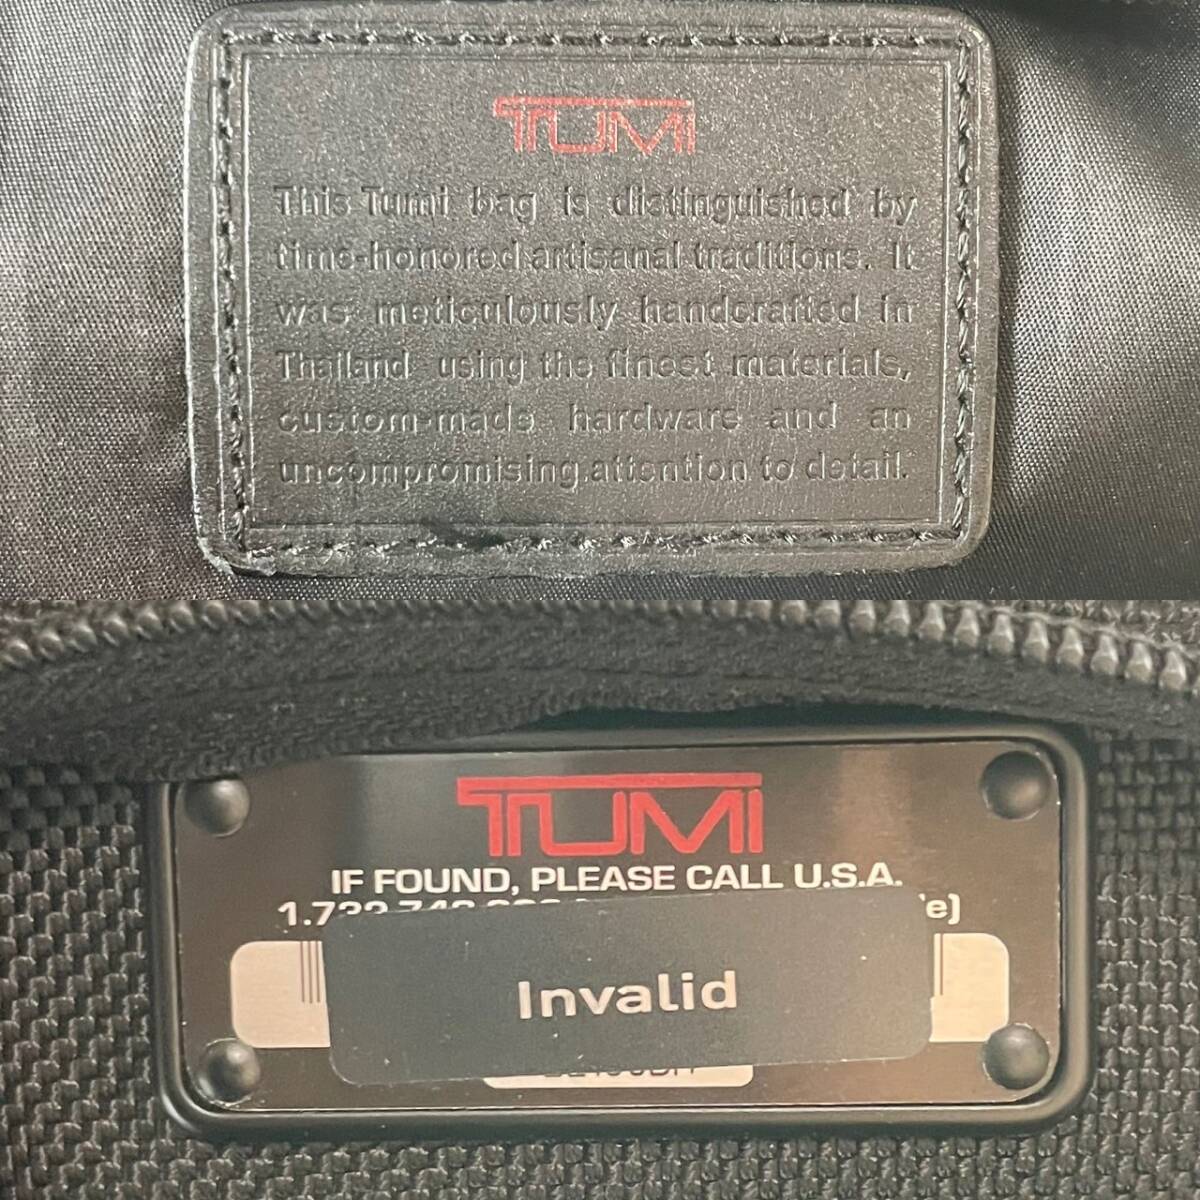 TUMI
This Tumi bag is distinguished by
time-honored artisanal traditions. It
was meticulously handcrafted in
Thailand using the finest materials,
custom-made hardware and an
uncompromising attention to detail.
TUMI
IF FOUND, PLEASE CALL U.S.A.
Invalid